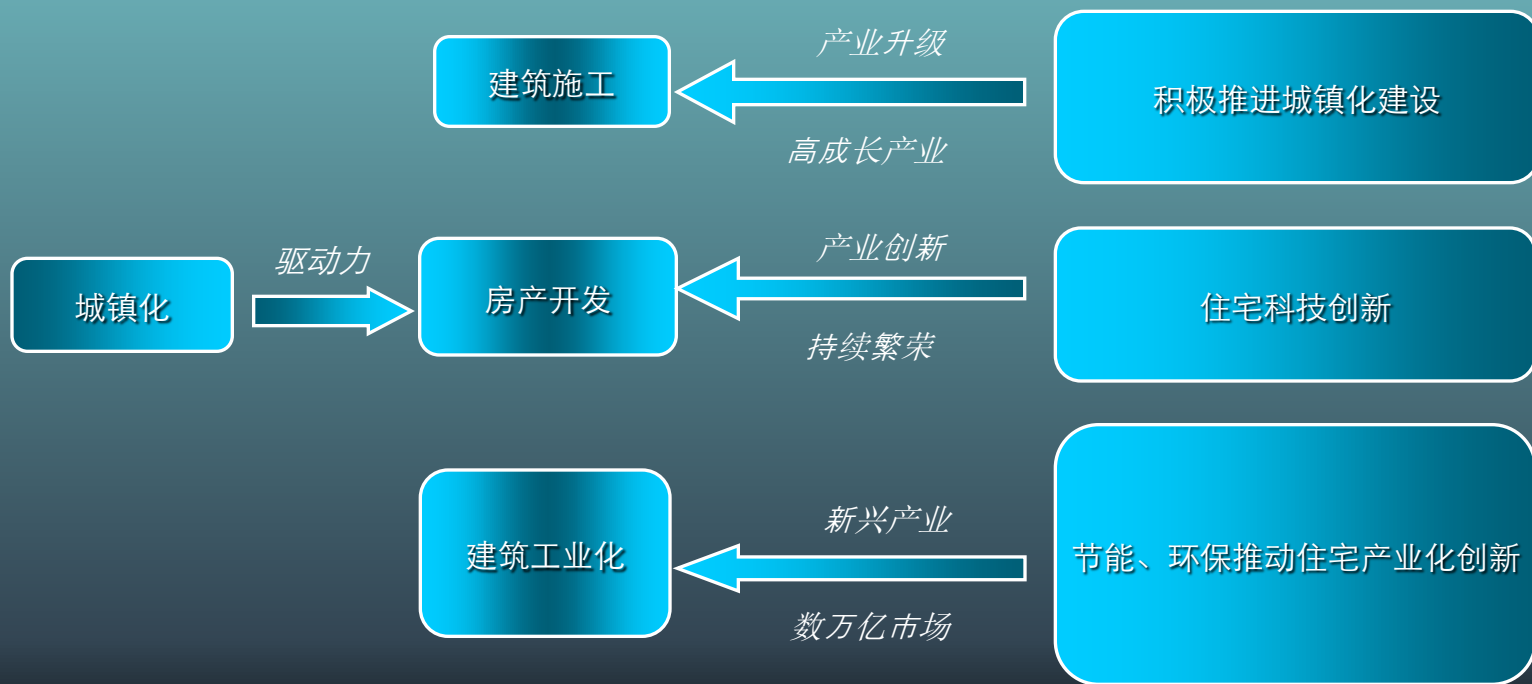 产业升级
建筑施工
积极推进城镇化建设
高成长产业
驱动力
产业创新
城镇化
房产开发
住宅科技创新
持续繁荣
新兴产业
建筑工业化
节能、环保推动住宅产业化创新
数万亿市场